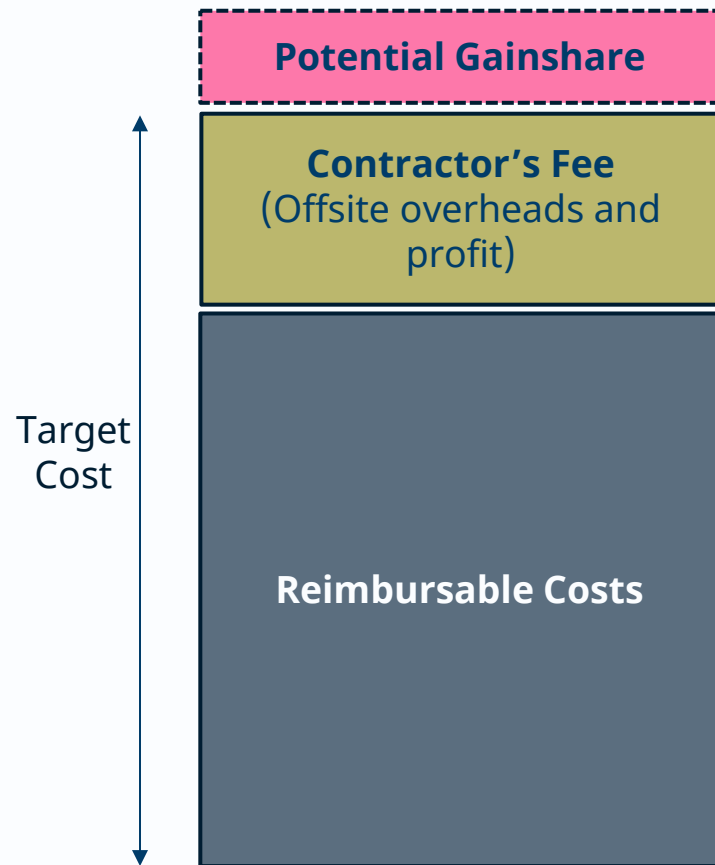 Potential Gainshare
Contractor’s Fee
(Offsite overheads and
profit)
Target
Cost
Reimbursable Costs